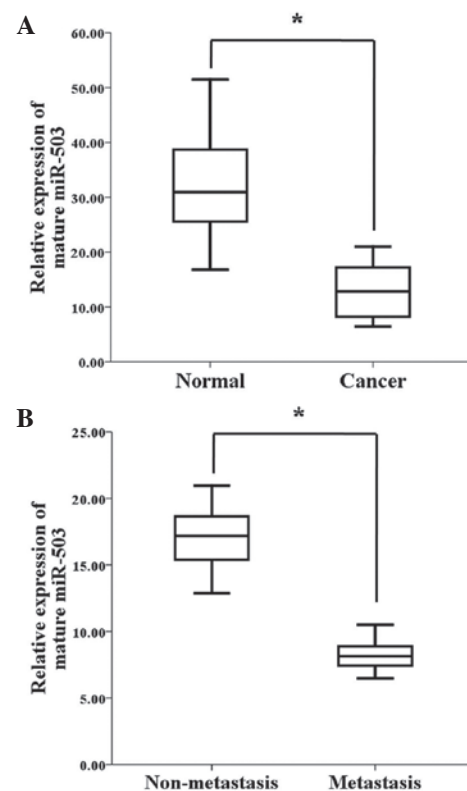 A
*
60.00
50.00
40.00
30.00
20.00
10.00
0.00
Relative expression of
mature miR-503
Normal Cancer
B
*
25.00
20.00
15.00
10.00
5.00
0.00
Relative expression of
mature miR-503
Non-metastasis Metastasis